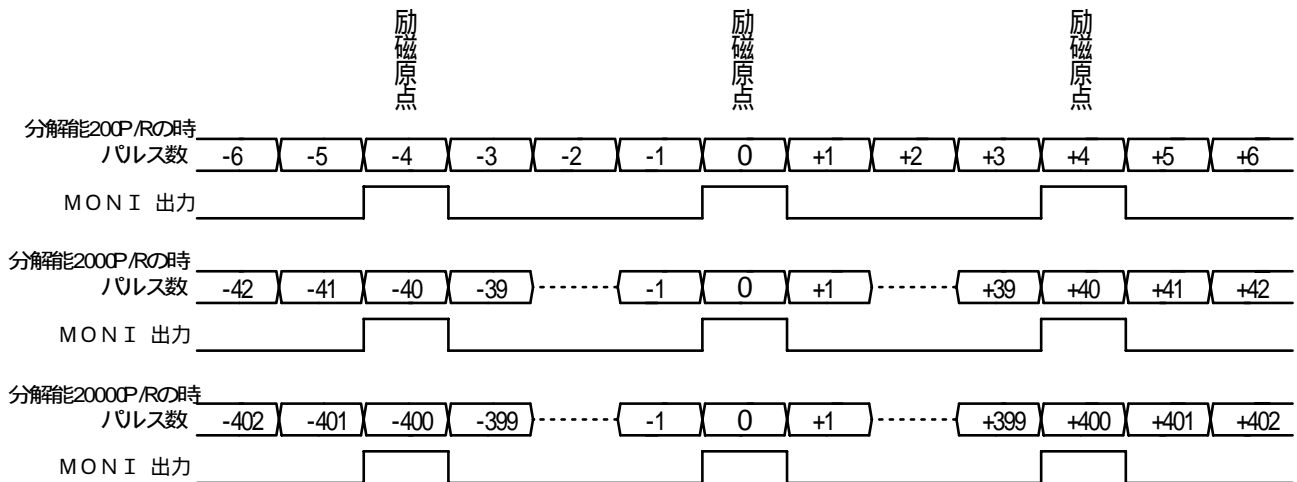 励磁原点 励磁原点 励磁原点
分解能200P/Rの時
パルス数 -6 -5 -4 -3 -2 -1 0 +1 +2 +3 +4 +5 +6
MONI 出力
分解能2000P/Rの時
パルス数 -42 -41 -40 -39 -1 0 +1 +39 +40 +41 +42
MONI 出力
分解能20000P/Rの時
パルス数 -402 -401 -400 -399 -1 0 +1 +399 +400 +401 +402
MONI 出力